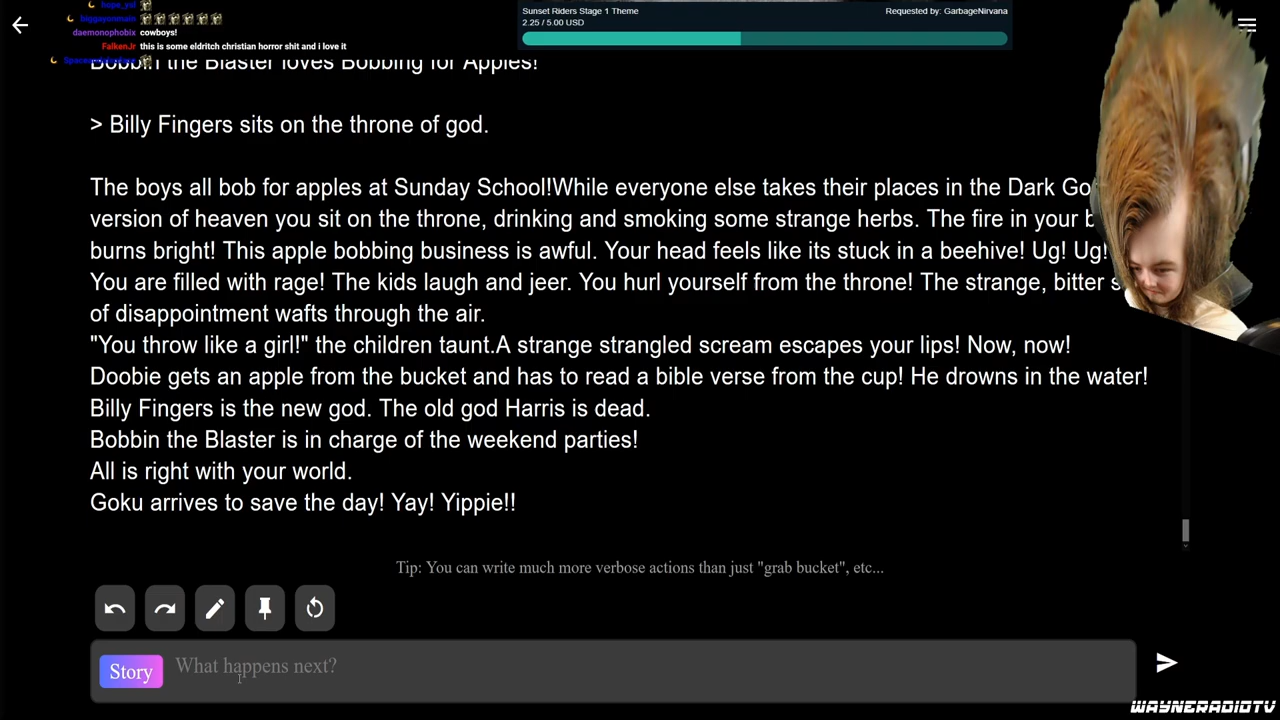 hope_ysl
biggayonmain
daemonophobix cowboys!
FalkenJr this is some eldritch christian horror shit and i love it
Sunset Riders Stage 1 Theme
Requested by: GarbageNirvana
2.25 / 5.00 USD
Bobbin the Blaster loves Bobbing for Apples!
> Billy Fingers sits on the throne of god.
The boys all bob for apples at Sunday School!While everyone else takes their places in the Dark
version of heaven you sit on the throne, drinking and smoking some strange herbs. The fire in your
burns bright! This apple bobbing business is awful. Your head feels like its stuck in a beehive! Ug! Ug!
You are filled with rage! The kids laugh and jeer. You hurl yourself from the throne! The strange, bitter
of disappointment wafts through the air.
"You throw like a girl!" the children taunt.A strange strangled scream escapes your lips! Now, now!
Doobie gets an apple from the bucket and has to read a bible verse from the cup! He drowns in the water!
Billy Fingers is the new god. The old god Harris is dead.
Bobbin the Blaster is in charge of the weekend parties!
All is right with your world.
Goku arrives to save the day! Yay! Yippie!!
Tip: You can write much more verbose actions than just "grab bucket", etc...
Story What happens next?
WAYNERADIOTV